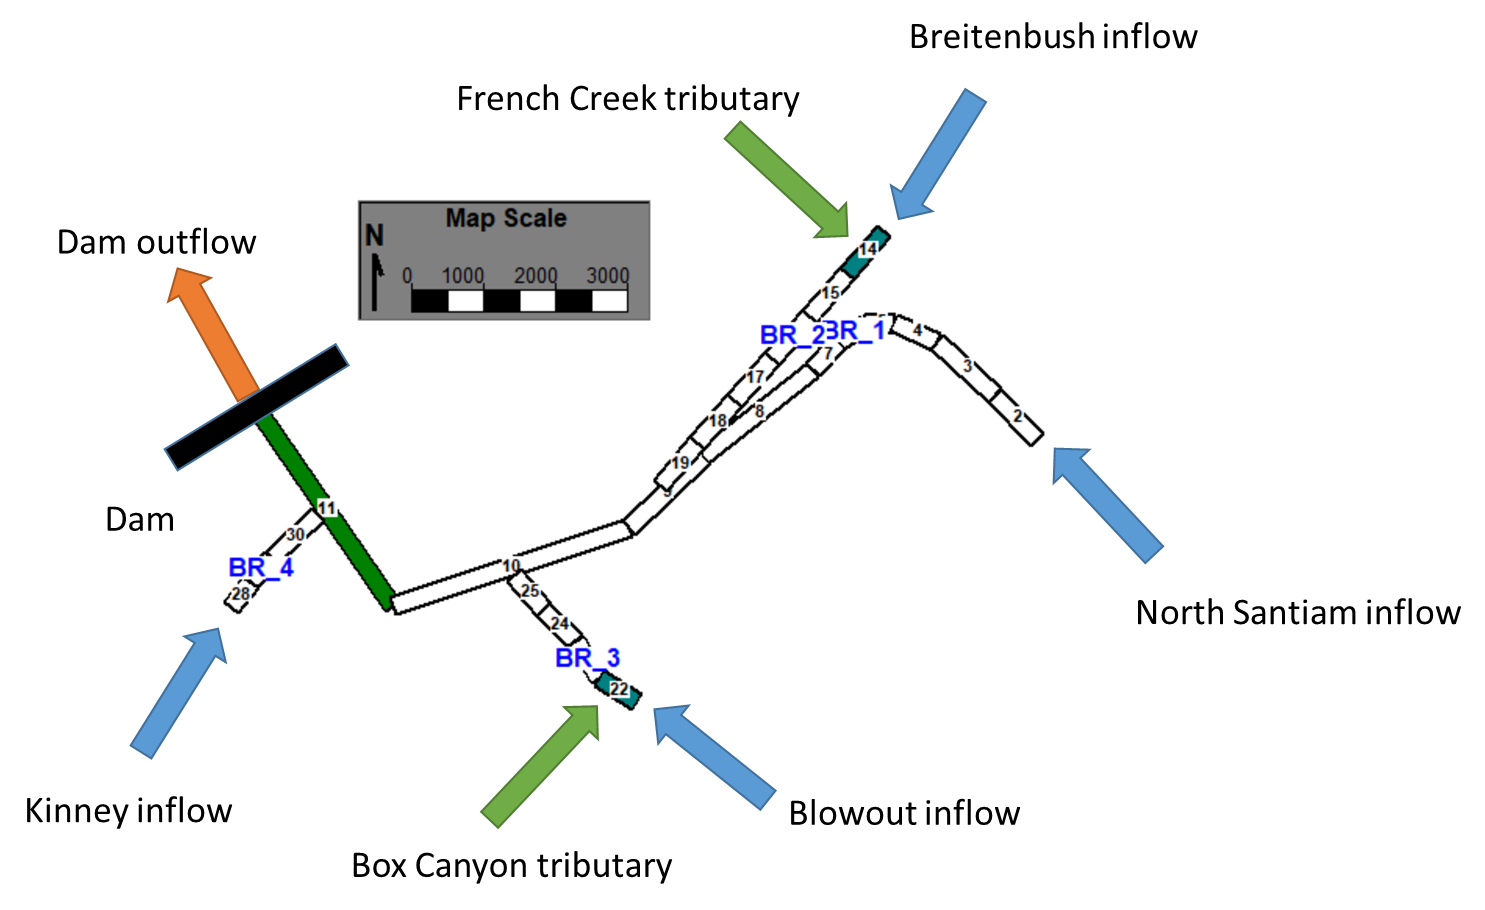 Breitenbush inflow
French Creek tributary
Map Scale
N
0 1000 2000 3000
Dam outflow
14
15
BR_2
BR_1
4
7
3
17
8
2
18
19
9
11
Dam
30
10
BR_4
28
25
24
North Santiam inflow
BR_3
22
Kinney inflow
Blowout inflow
Box Canyon tributary